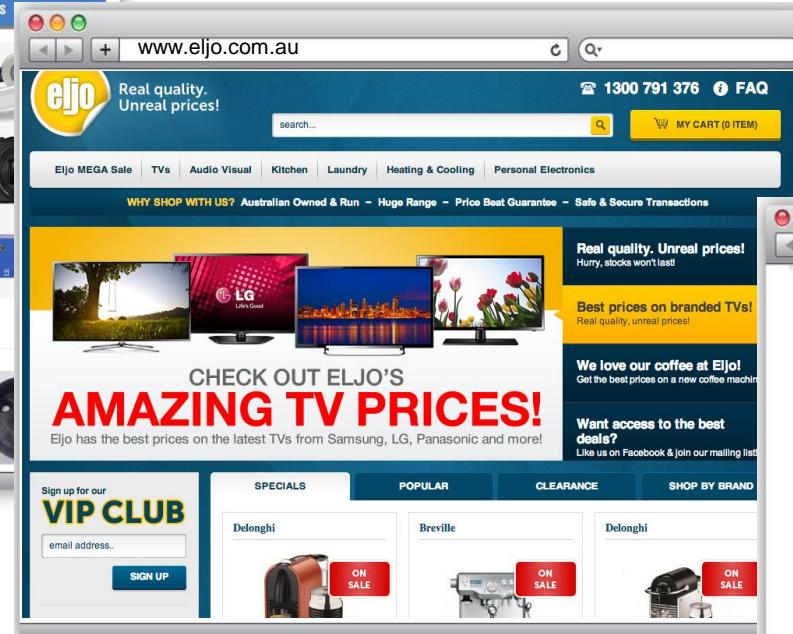 S
www.eljo.com.au
eljo
Real quality.
Unreal prices!
1300 791 376
FAQ
search...
MY CART (0 ITEM)
Eljo MEGA Sale
TVs
Audio Visual
Kitchen
Laundry
Heating & Cooling
Personal Electronics
WHY SHOP WITH US? Australian Owned & Run – Huge Range – Price Beat Guarantee – Safe & Secure Transactions
LG
Life's Good
CHECK OUT ELJO'S
AMAZING TV PRICES!
Eljo has the best prices on the latest TVs from Samsung, LG, Panasonic and more!
Real quality. Unreal prices!
Hurry, stocks won't last!
Best prices on branded TVs!
Real quality, unreal prices!
We love our coffee at Eljo!
Get the best prices on a new coffee machin
Want access to the best
deals?
Like us on Facebook & join our mailing list!
Sign up for our
VIP CLUB
email address..
SIGN UP
SPECIALS
POPULAR
CLEARANCE
SHOP BY BRAND
Delonghi
ON
SALE
Breville
ON
SALE
Delonghi
ON
SALE